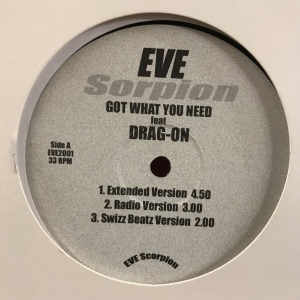 EVE
Sorpion
GOT WHAT YOU NEED
feat
DRAG-ON
Side A
EVE2001
33 RPM
1. Extended Version 4.50
2. Radio Version 3.00
3. Swizz Beatz Version 2.00
EVE Scorpion